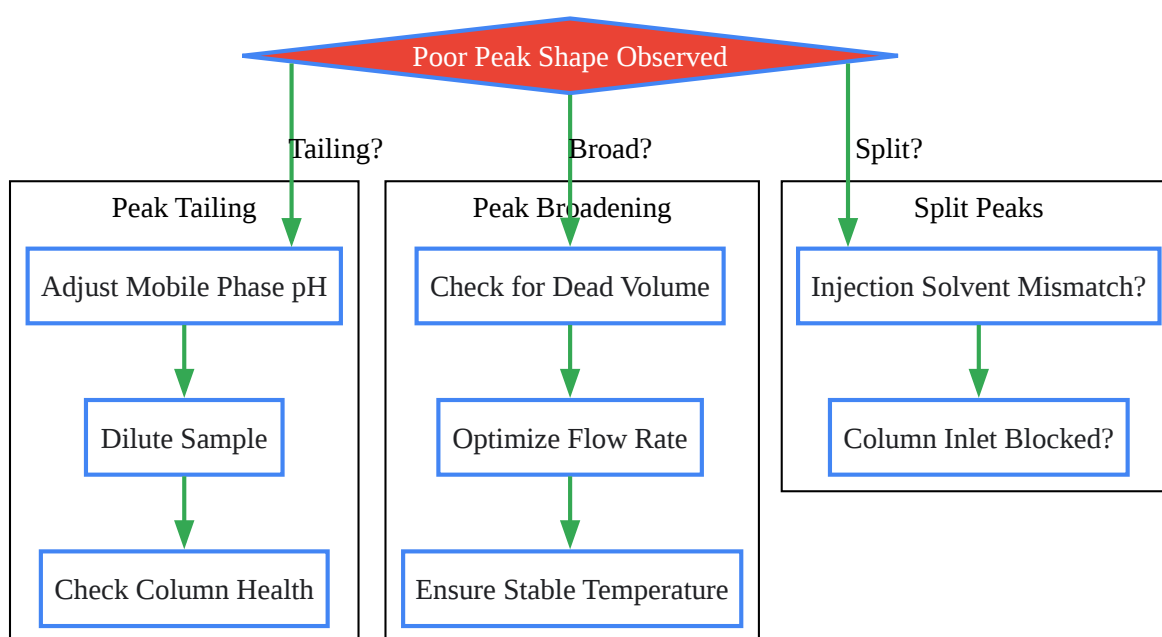 Poor Peak Shape Observed
Tailing?
Broad?
Split?
Peak Tailing
Peak Broadening
Split Peaks
Adjust Mobile Phase pH
Check for Dead Volume
Injection Solvent Mismatch?
Dilute Sample
Optimize Flow Rate
Column Inlet Blocked?
Check Column Health
Ensure Stable Temperature